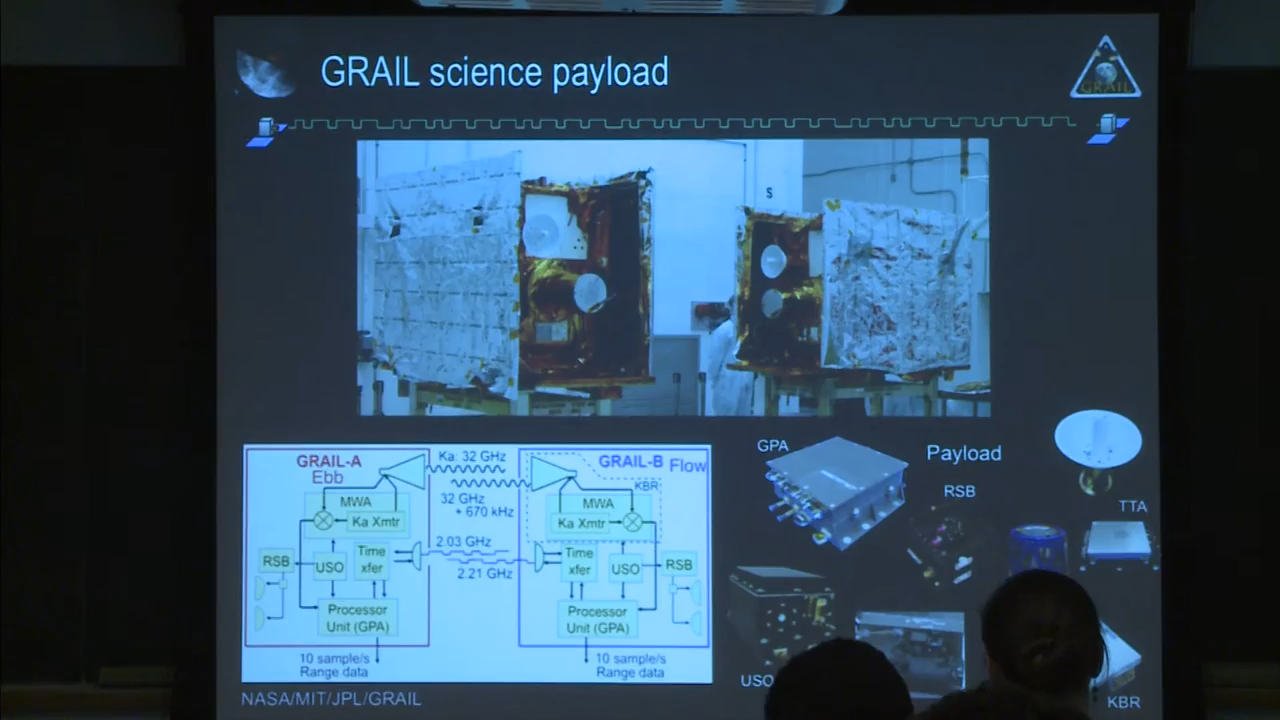 GRAIL science payload
GRAIL
S
GRAIL-A
Ebb
Ka: 32 GHz
GRAIL-B Flow
KBR
MWA
Ka Xmtr
32 GHz
+ 670 kHz
MWA
Ka Xmtr
RSB
USO
Time
xfer
2.03 GHz
2.21 GHz
Time
xfer
USO
RSB
Processor
Unit (GPA)
Processor
Unit (GPA)
10 sample/s
Range data
10 sample/s
Range data
NASA/MIT/JPL/GRAIL
GPA
Payload
RSB
TTA
USO
KBR